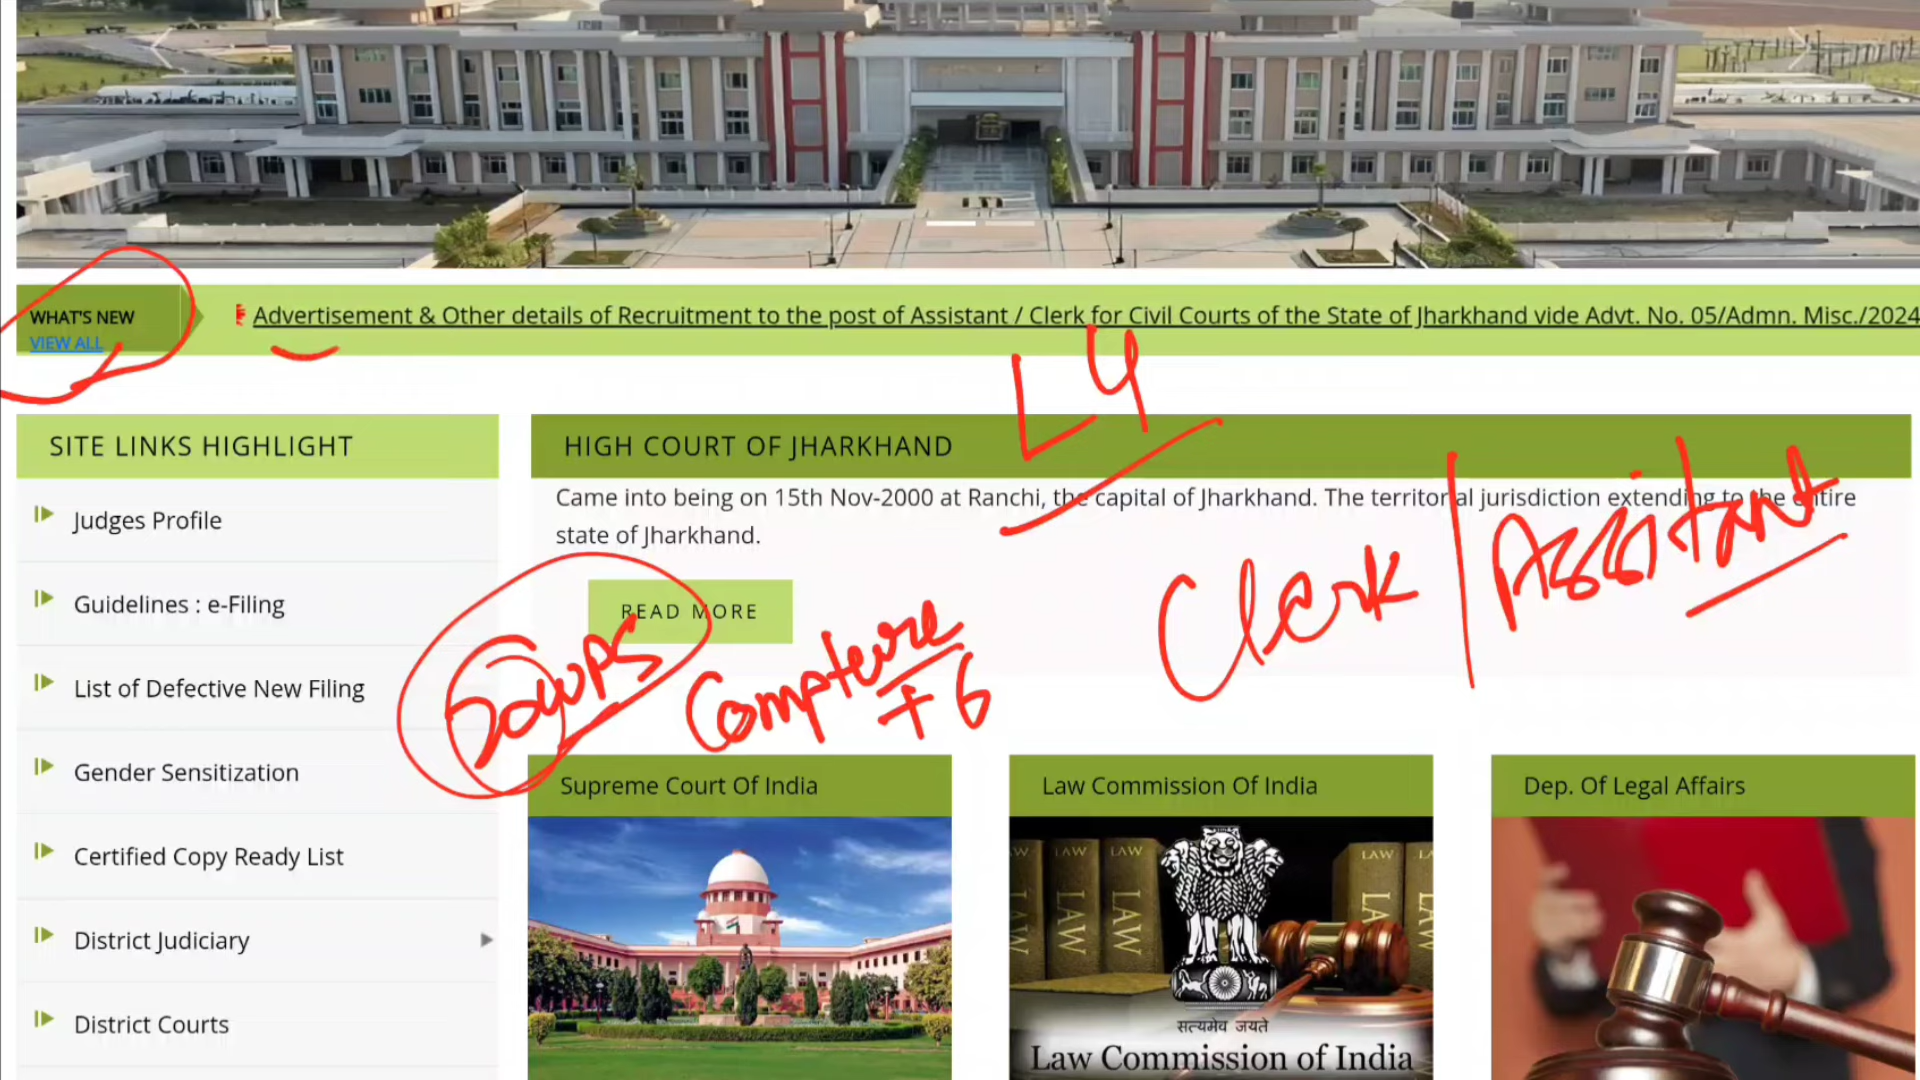 WHAT'S NEW
VIEW ALL
Advertisement & Other details of Recruitment to the post of Assistant / Clerk for Civil Courts of the State of Jharkhand vide Advt. No. 05/Admn. Misc./2024
L4
SITE LINKS HIGHLIGHT
Judges Profile
Guidelines : e-Filing
List of Defective New Filing
Gender Sensitization
Certified Copy Ready List
District Judiciary
District Courts
HIGH COURT OF JHARKHAND
Came into being on 15th Nov-2000 at Ranchi, the capital of Jharkhand. The territorial jurisdiction extending to the entire
state of Jharkhand.
READ MORE
Clerk / Assistant
Supreme Court Of India
Law Commission Of India
LAW
LAW
LAW
LAW
सत्यमेव जयते
Law Commission of India
Dep. Of Legal Affairs